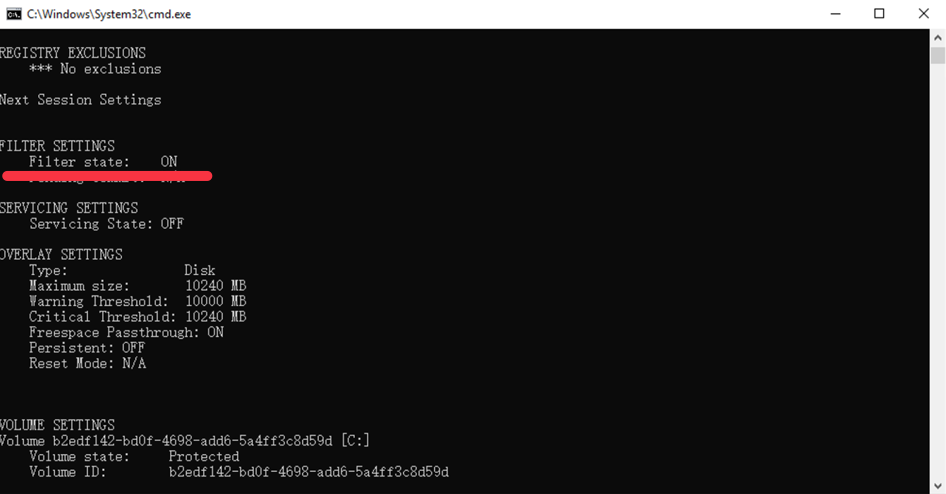 C:\Windows\System32\cmd.exe
REGISTRY EXCLUSIONS
*** No exclusions
Next Session Settings
FILTER SETTINGS
Filter state: ON
SERVICING SETTINGS
Servicing State: OFF
OVERLAY SETTINGS
Type: Disk
Maximum size: 10240 MB
Warning Threshold: 10000 MB
Critical Threshold: 10240 MB
Freespace Passthrough: ON
Persistent: OFF
Reset Mode: N/A
VOLUME SETTINGS
Volume b2edf142-bd0f-4698-add6-5a4ff3c8d59d [C:]
Volume state: Protected
Volume ID: b2edf142-bd0f-4698-add6-5a4ff3c8d59d